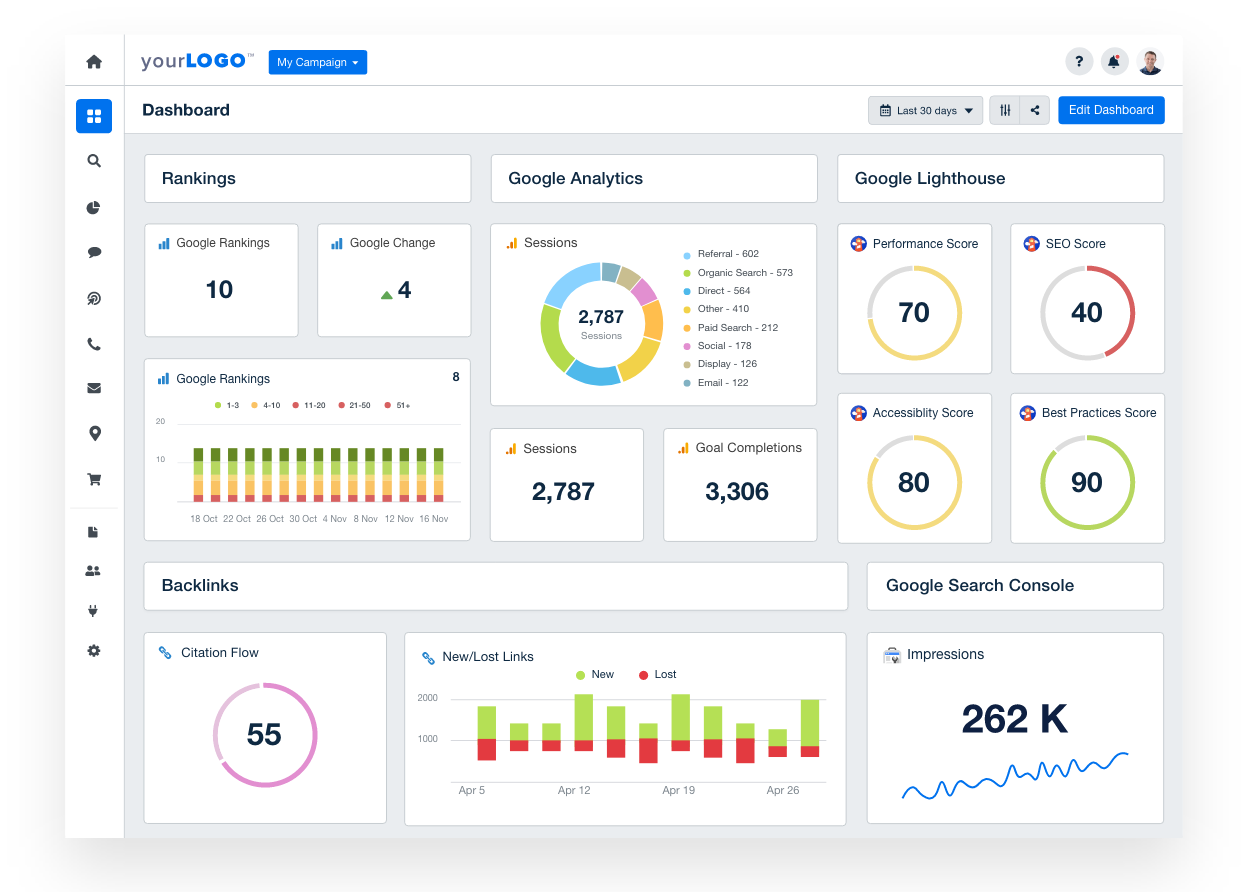 yourLOGO™ My Campaign ?
Dashboard Last 30 days Edit Dashboard
Rankings
Google Rankings
10
Google Change
4
Google Rankings 8
1-3 4-10 11-20 21-50 51+
20
10
18 Oct 22 Oct 26 Oct 30 Oct 4 Nov 8 Nov 12 Nov 16 Nov
Google Analytics
Sessions
2,787
Sessions
Referral - 602
Organic Search - 573
Direct - 564
Other - 410
Paid Search - 212
Social - 178
Display - 126
Email - 122
Sessions
2,787
Goal Completions
3,306
Google Lighthouse
Performance Score
70
SEO Score
40
Accessiblity Score
80
Best Practices Score
90
Backlinks
Citation Flow
55
New/Lost Links
New Lost
2000
1000
Apr 5 Apr 12 Apr 19 Apr 26
Google Search Console
Impressions
262 K